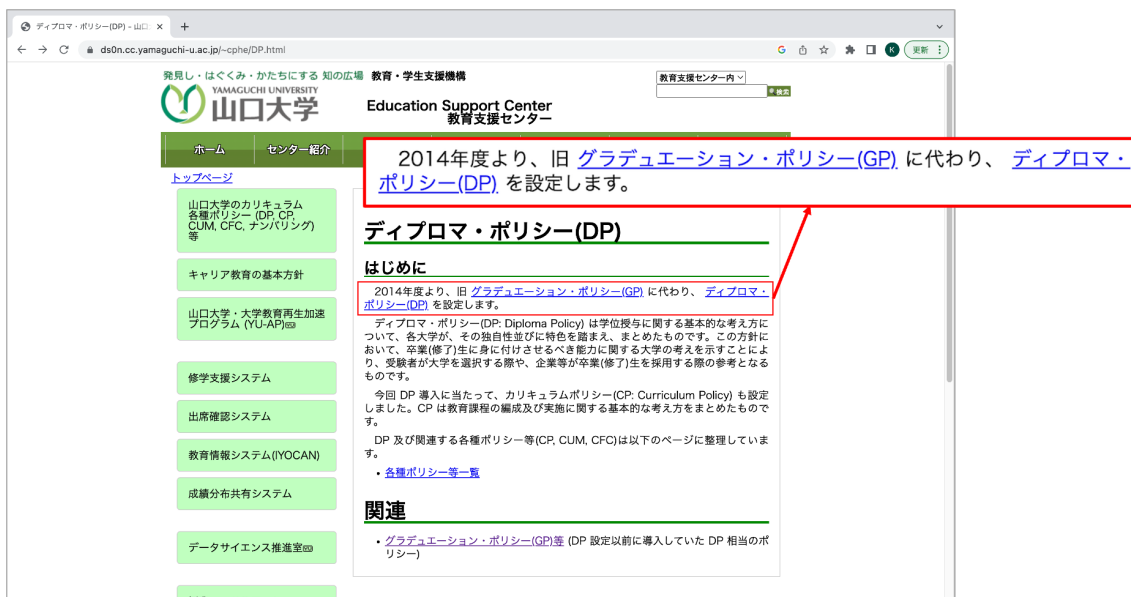 ディプロマ・ポリシー(DP) - 山口
ds0n.cc.yamaguchi-u.ac.jp/~cphe/DP.html
G
K
更新
発見し・はぐくみ・かたちにする 知の広場
YAMAGUCHI UNIVERSITY
山口大学
教育・学生支援機構
Education Support Center
教育支援センター
教育支援センター内
検索
ホーム
センター紹介
2014年度より、旧 グラデュエーション・ポリシー(GP) に代わり、 ディプロマ・
ポリシー(DP) を設定します。
トップページ
山口大学のカリキュラム
各種ポリシー (DP, CP,
CUM, CFC, ナンバリング)
等
キャリア教育の基本方針
山口大学・大学教育再生加速
プログラム (YU-AP)
修学支援システム
出席確認システム
教育情報システム(IYOCAN)
成績分布共有システム
データサイエンス推進室
ディプロマ・ポリシー(DP)
はじめに
2014年度より、旧 グラデュエーション・ポリシー(GP) に代わり、 ディプロマ・
ポリシー(DP) を設定します。
ディプロマ・ポリシー(DP: Diploma Policy) は学位授与に関する基本的な考え方に
ついて、各大学が、その独自性並びに特色を踏まえ、まとめたものです。この方針に
おいて、卒業(修了)生に身に付けさせるべき能力に関する大学の考えを示すことによ
り、受験者が大学を選択する際や、企業等が卒業(修了)生を採用する際の参考となる
ものです。
今回 DP 導入に当たって、カリキュラムポリシー(CP: Curriculum Policy) も設定
しました。CP は教育課程の編成及び実施に関する基本的な考え方をまとめたもので
す。
DP 及び関連する各種ポリシー等(CP, CUM, CFC)は以下のページに整理していま
す。
• 各種ポリシー等一覧
関連
• グラデュエーション・ポリシー(GP)等 (DP 設定以前に導入していた DP 相当のポ
リシー)